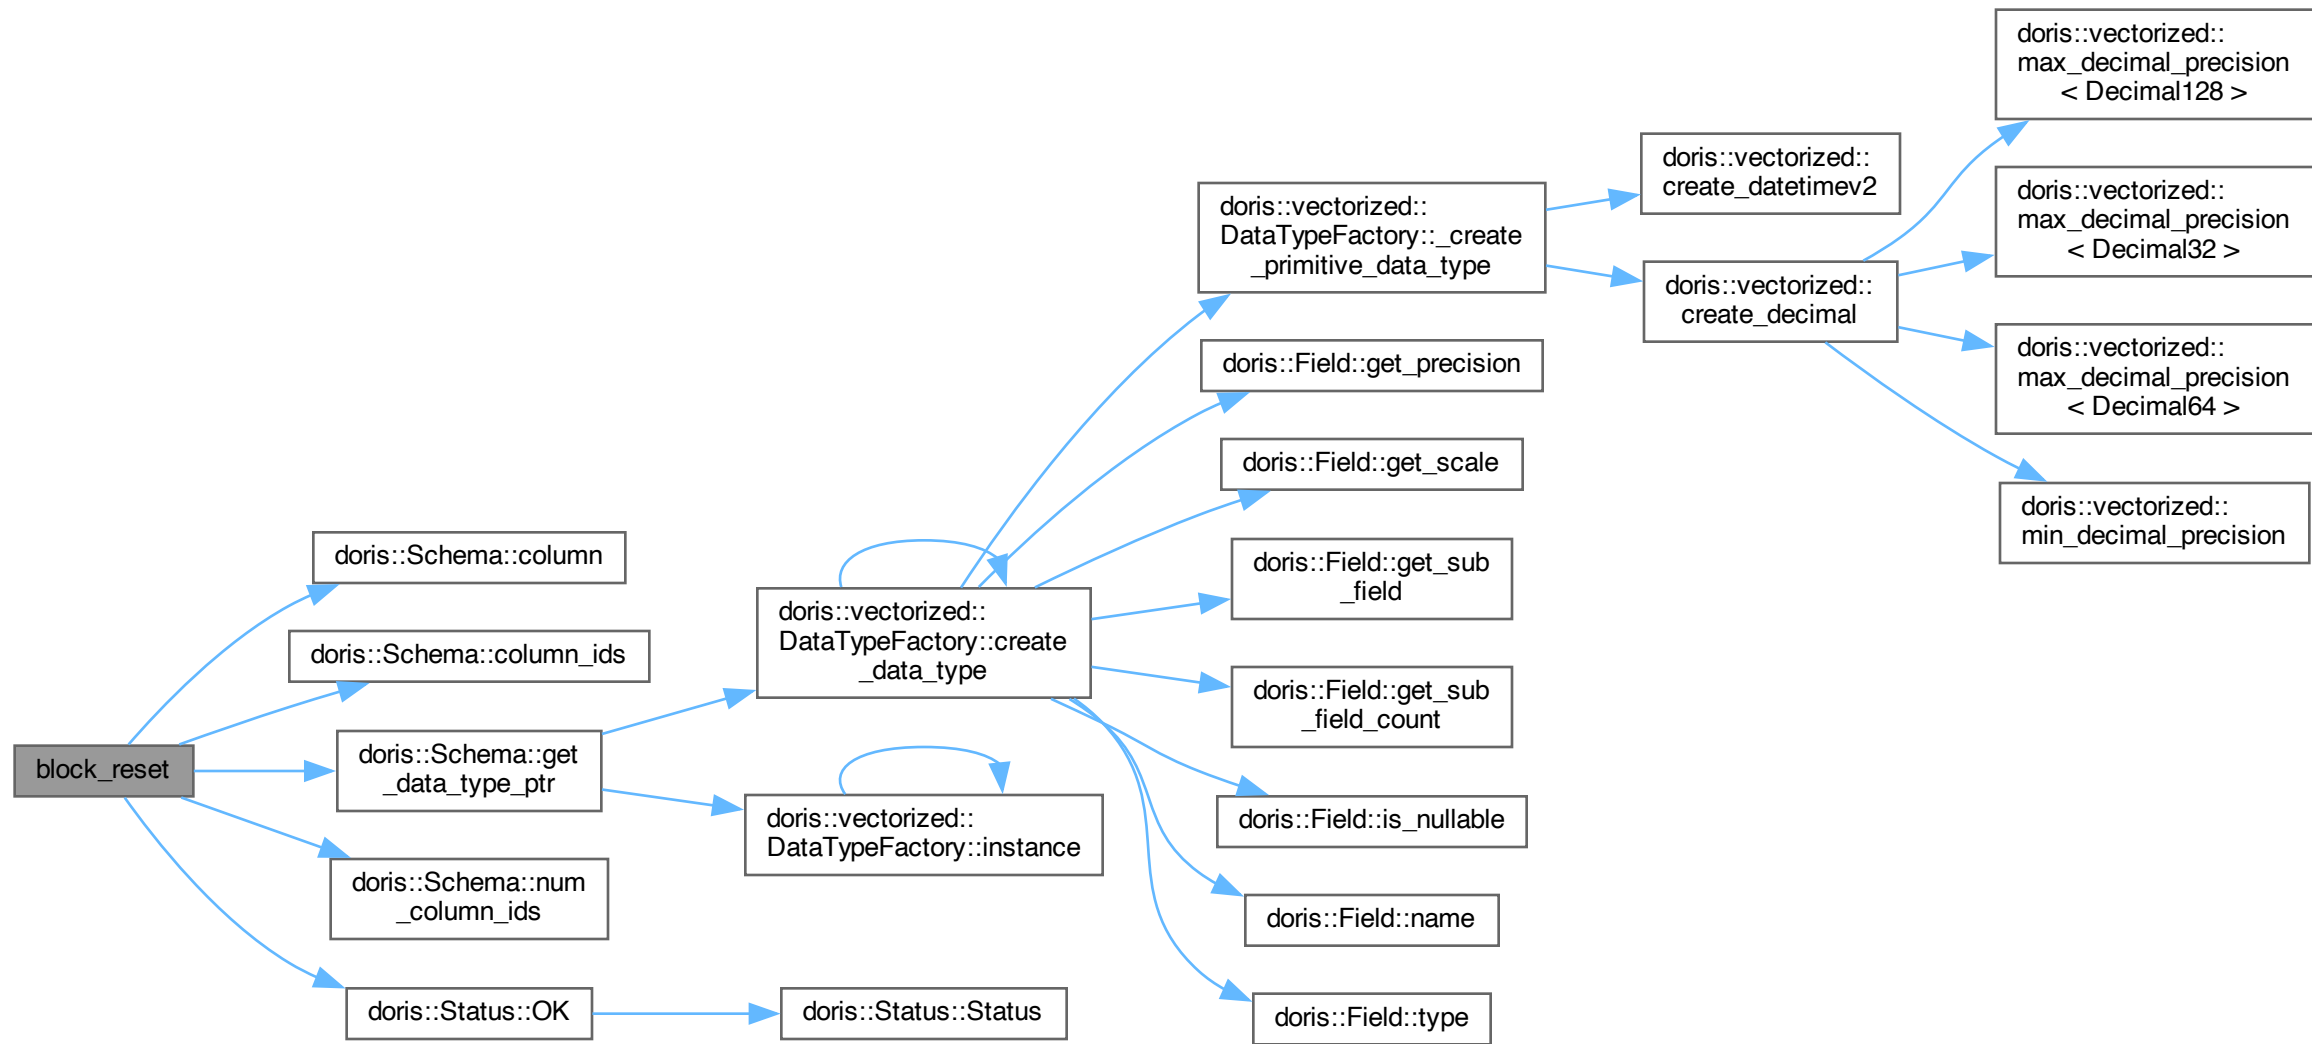 block_reset
doris::Schema::column
doris::Schema::column_ids
doris::Schema::get
_data_type_ptr
doris::Schema::num
_column_ids
doris::Status::OK
doris::vectorized::
DataTypeFactory::create
_data_type
doris::vectorized::
DataTypeFactory::instance
doris::Status::Status
doris::vectorized::
DataTypeFactory::_create
_primitive_data_type
doris::Field::get_precision
doris::Field::get_scale
doris::Field::get_sub
_field
doris::Field::get_sub
_field_count
doris::Field::is_nullable
doris::Field::name
doris::Field::type
doris::vectorized::
create_datetimev2
doris::vectorized::
create_decimal
doris::vectorized::
max_decimal_precision
< Decimal128 >
doris::vectorized::
max_decimal_precision
< Decimal32 >
doris::vectorized::
max_decimal_precision
< Decimal64 >
doris::vectorized::
min_decimal_precision